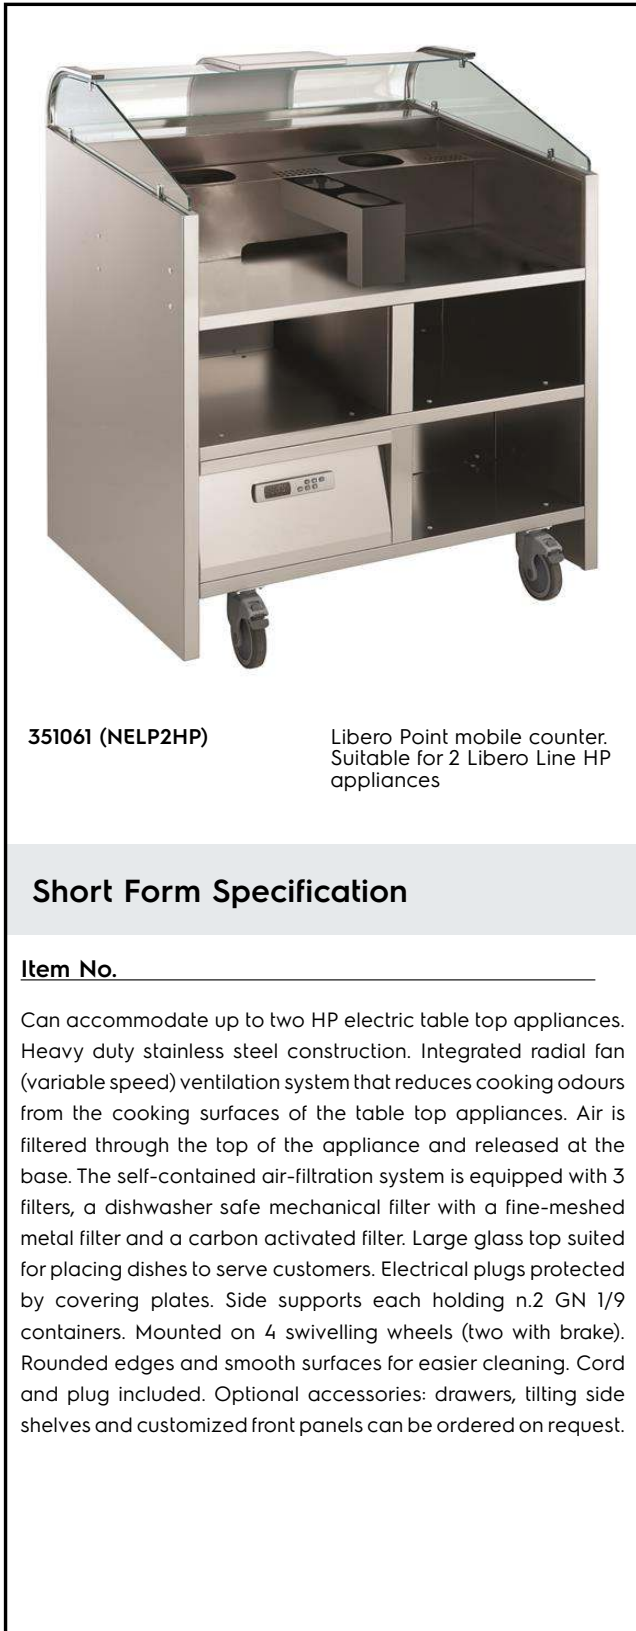 351061 (NELP2HP)
Libero Point mobile counter.
Suitable for 2 Libero Line HP
appliances
Short Form Specification
Item No.
Can accommodate up to two HP electric table top appliances.
Heavy duty stainless steel construction. Integrated radial fan
(variable speed) ventilation system that reduces cooking odours
from the cooking surfaces of the table top appliances. Air is
filtered through the top of the appliance and released at the
base. The self-contained air-filtration system is equipped with 3
filters, a dishwasher safe mechanical filter with a fine-meshed
metal filter and a carbon activated filter. Large glass top suited
for placing dishes to serve customers. Electrical plugs protected
by covering plates. Side supports each holding n.2 GN 1/9
containers. Mounted on 4 swivelling wheels (two with brake).
Rounded edges and smooth surfaces for easier cleaning. Cord
and plug included. Optional accessories: drawers, tilting side
shelves and customized front panels can be ordered on request.